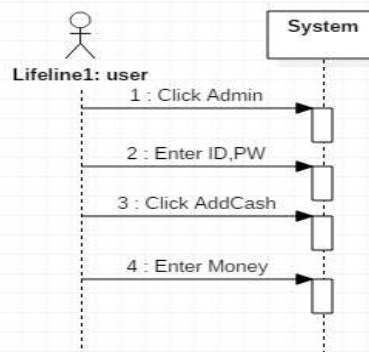 System
Lifeline1: user
1 : Click Admin
2 : Enter ID,PW
3 : Click AddCash
4 : Enter Money